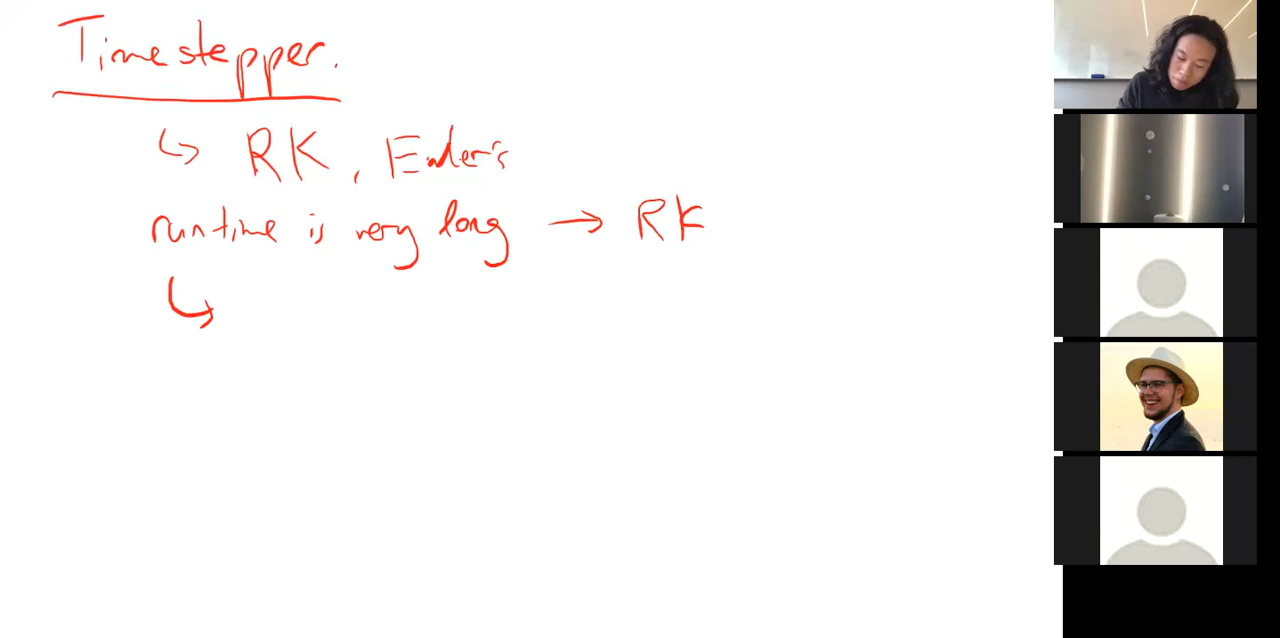 Timestepper.
↳ RK, Euler's
runtime is very long → RK
↳